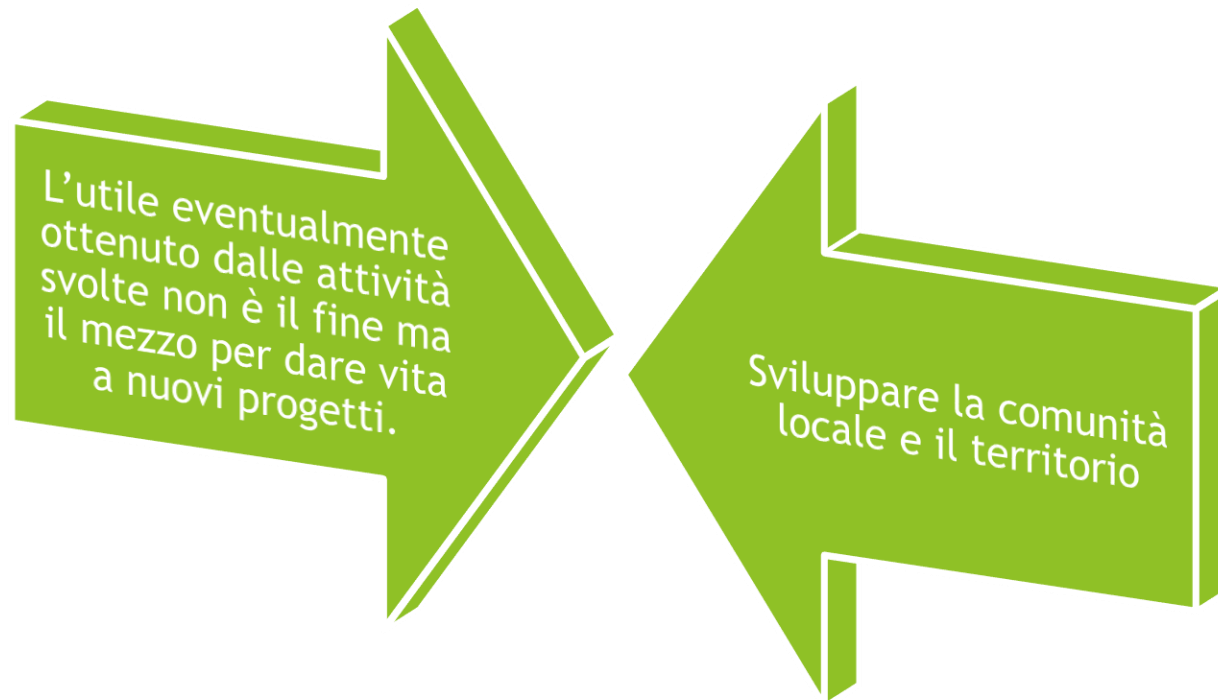 L’utile eventualmente
ottenuto dalle attività
svolte non è il fine ma
il mezzo per dare vita
a nuovi progetti.
Sviluppare la comunità
locale e il territorio